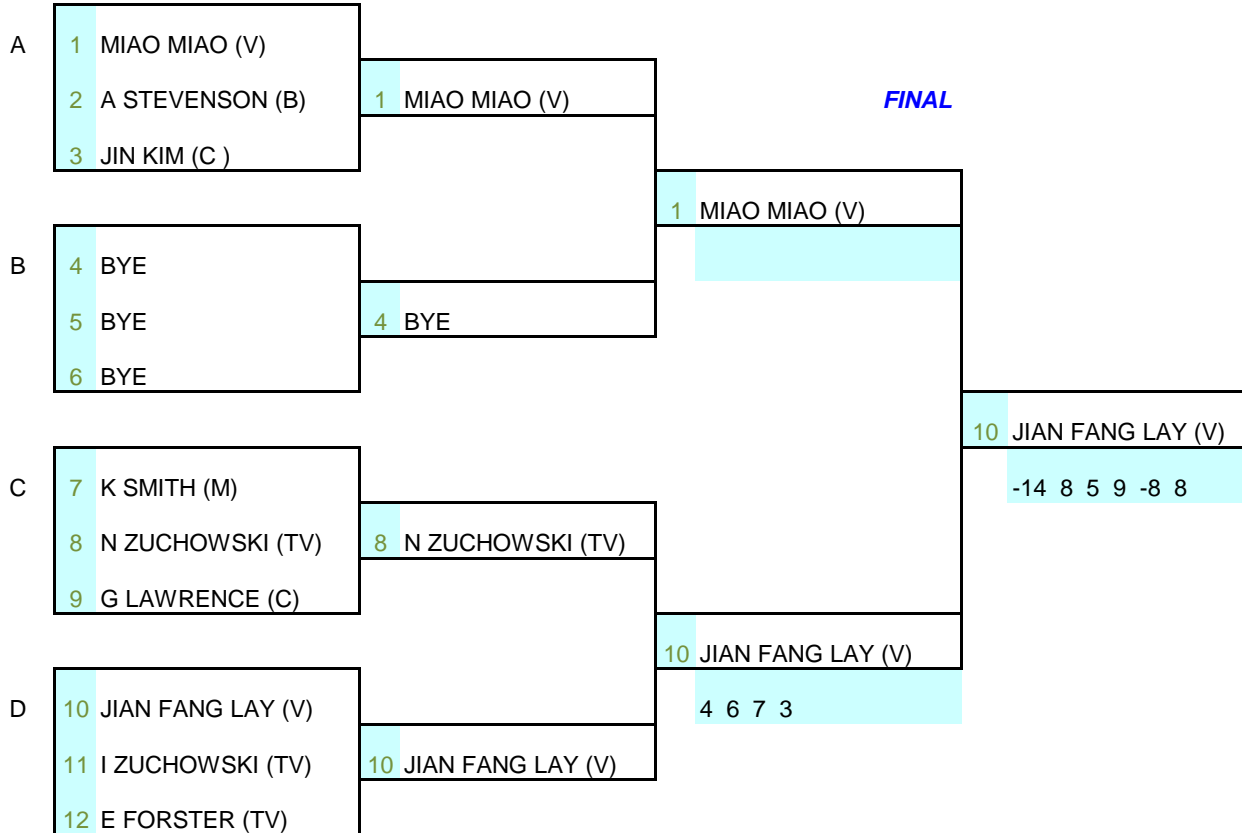 A 1 MIAO MIAO (V)
2 A STEVENSON (B) 1 MIAO MIAO (V) FINAL
3 JIN KIM (C )
1 MIAO MIAO (V)
B 4 BYE
5 BYE 4 BYE
6 BYE
10 JIAN FANG LAY (V)
C 7 K SMITH (M) -14 8 5 9 -8 8
8 N ZUCHOWSKI (TV) 8 N ZUCHOWSKI (TV)
9 G LAWRENCE (C)
10 JIAN FANG LAY (V)
D 10 JIAN FANG LAY (V) 4 6 7 3
11 I ZUCHOWSKI (TV) 10 JIAN FANG LAY (V)
12 E FORSTER (TV)